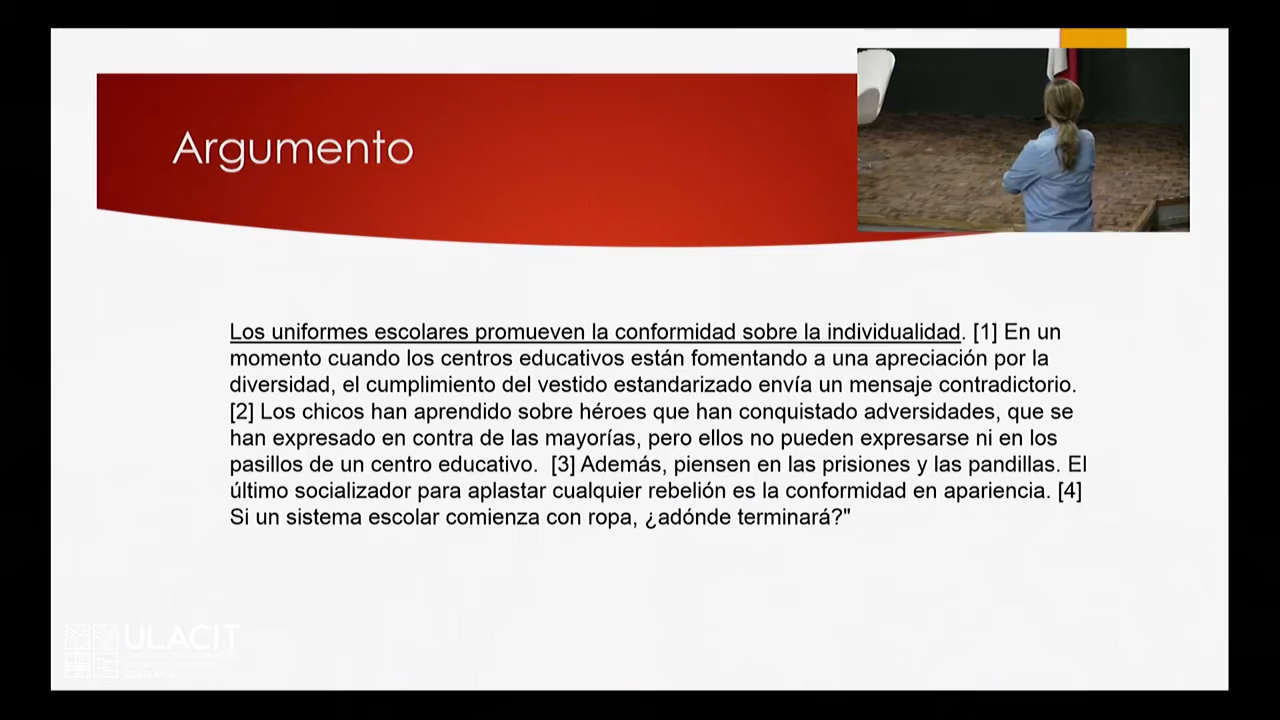 Argumento
Los uniformes escolares promueven la conformidad sobre la individualidad. [1] En un
momento cuando los centros educativos están fomentando a una apreciación por la
diversidad, el cumplimiento del vestido estandarizado envía un mensaje contradictorio.
[2] Los chicos han aprendido sobre héroes que han conquistado adversidades, que se
han expresado en contra de las mayorías, pero ellos no pueden expresarse ni en los
pasillos de un centro educativo.  [3] Además, piensen en las prisiones y las pandillas. El
último socializador para aplastar cualquier rebelión es la conformidad en apariencia. [4]
Si un sistema escolar comienza con ropa, ¿adónde terminará?"
ULACIT